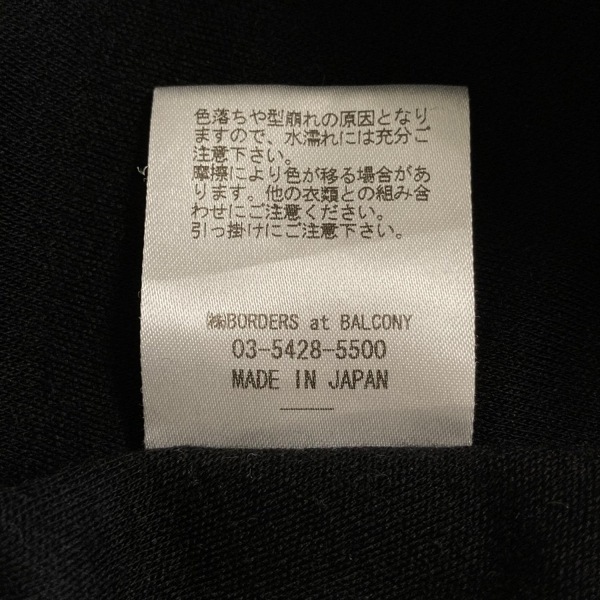 色落ちや型崩れの原因となり
ますので、水濡れには充分ご
注意下さい。
摩擦により色が移る場合があ
ります。他の衣類との組み合
わせにご注意ください。
引っ掛けにご注意下さい。
㈱BORDERS at BALCONY
03-5428-5500
MADE IN JAPAN